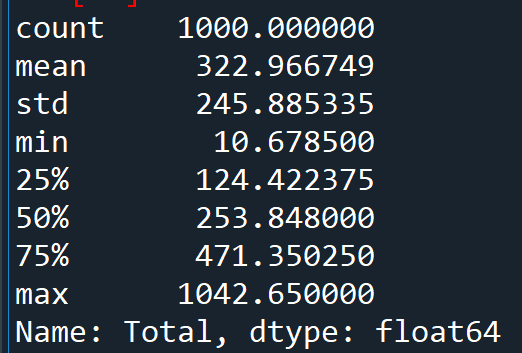 count 1000.000000
mean 322.966749
std 245.885335
min 10.678500
25% 124.422375
50% 253.848000
75% 471.350250
max 1042.650000
Name: Total, dtype: float64